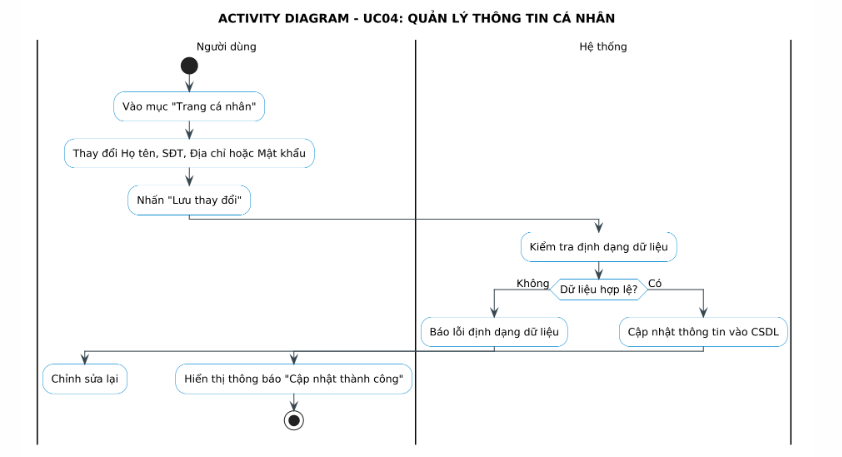 ACTIVITY DIAGRAM - UC04: QUẢN LÝ THÔNG TIN CÁ NHÂN
Người dùng
Hệ thống
Vào mục "Trang cá nhân"
Thay đổi Họ tên, SĐT, Địa chỉ hoặc Mật khẩu
Nhấn "Lưu thay đổi"
Kiểm tra định dạng dữ liệu
Không
Dữ liệu hợp lệ?
Có
Báo lỗi định dạng dữ liệu
Cập nhật thông tin vào CSDL
Chỉnh sửa lại
Hiển thị thông báo "Cập nhật thành công"